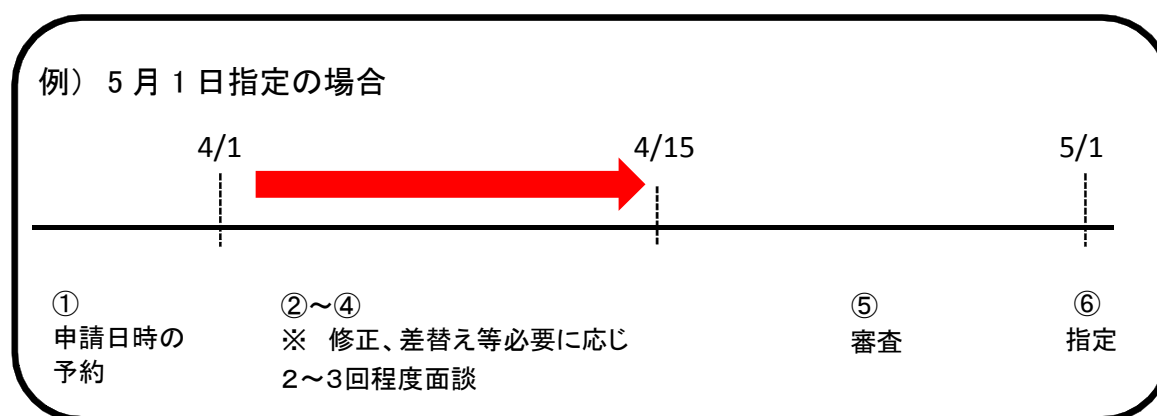 例） 5月1日指定の場合
4/1
4/15
5/1
①
申請日時の
予約
②～④
※　修正、差替え等必要に応じ
2～3回程度面談
⑤
審査
⑥
指定